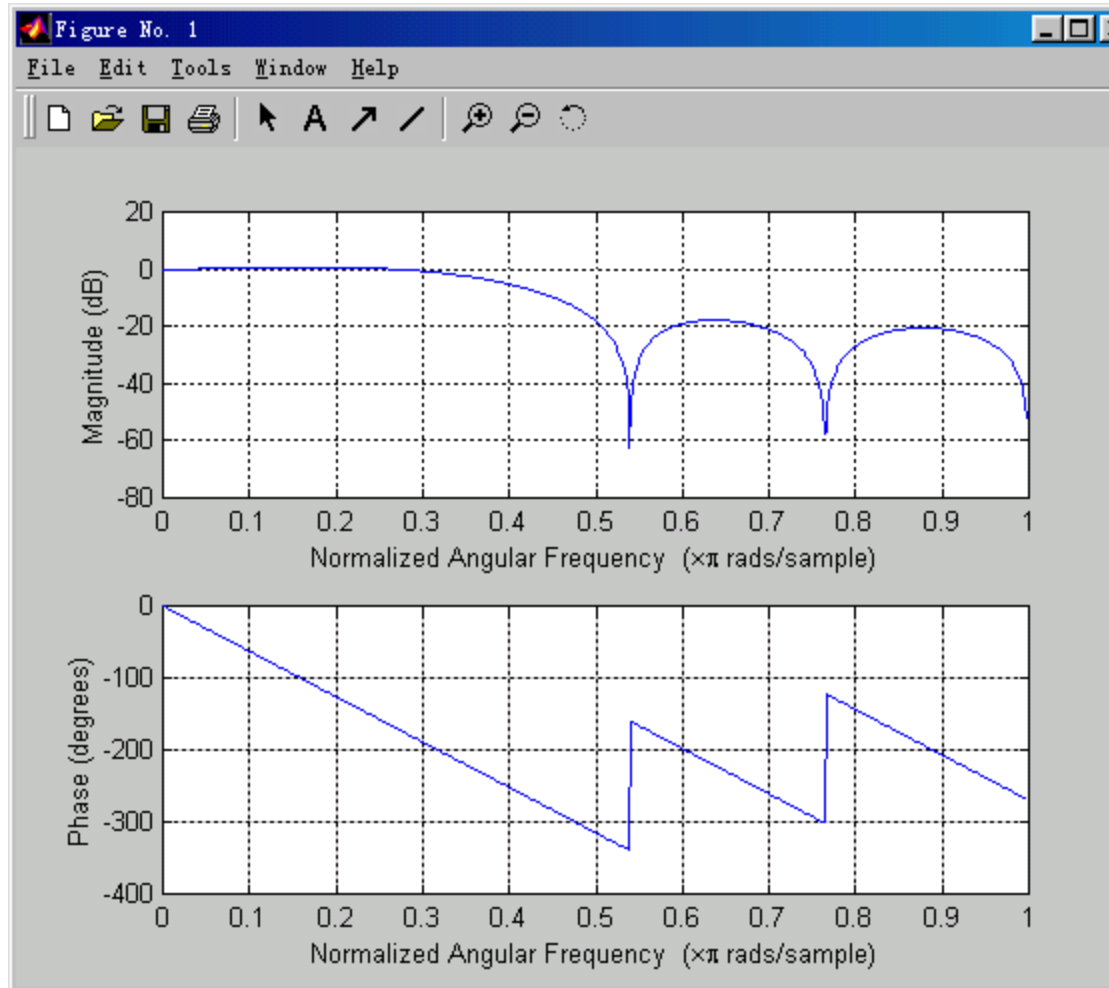 Figure No. 1
File Edit Tools Window Help
A
20
0
-20
-40
-60
-80
Magnitude (dB)
0 0.1 0.2 0.3 0.4 0.5 0.6 0.7 0.8 0.9 1
Normalized Angular Frequency (×π rads/sample)
0
-100
-200
-300
-400
Phase (degrees)
0 0.1 0.2 0.3 0.4 0.5 0.6 0.7 0.8 0.9 1
Normalized Angular Frequency (×π rads/sample)